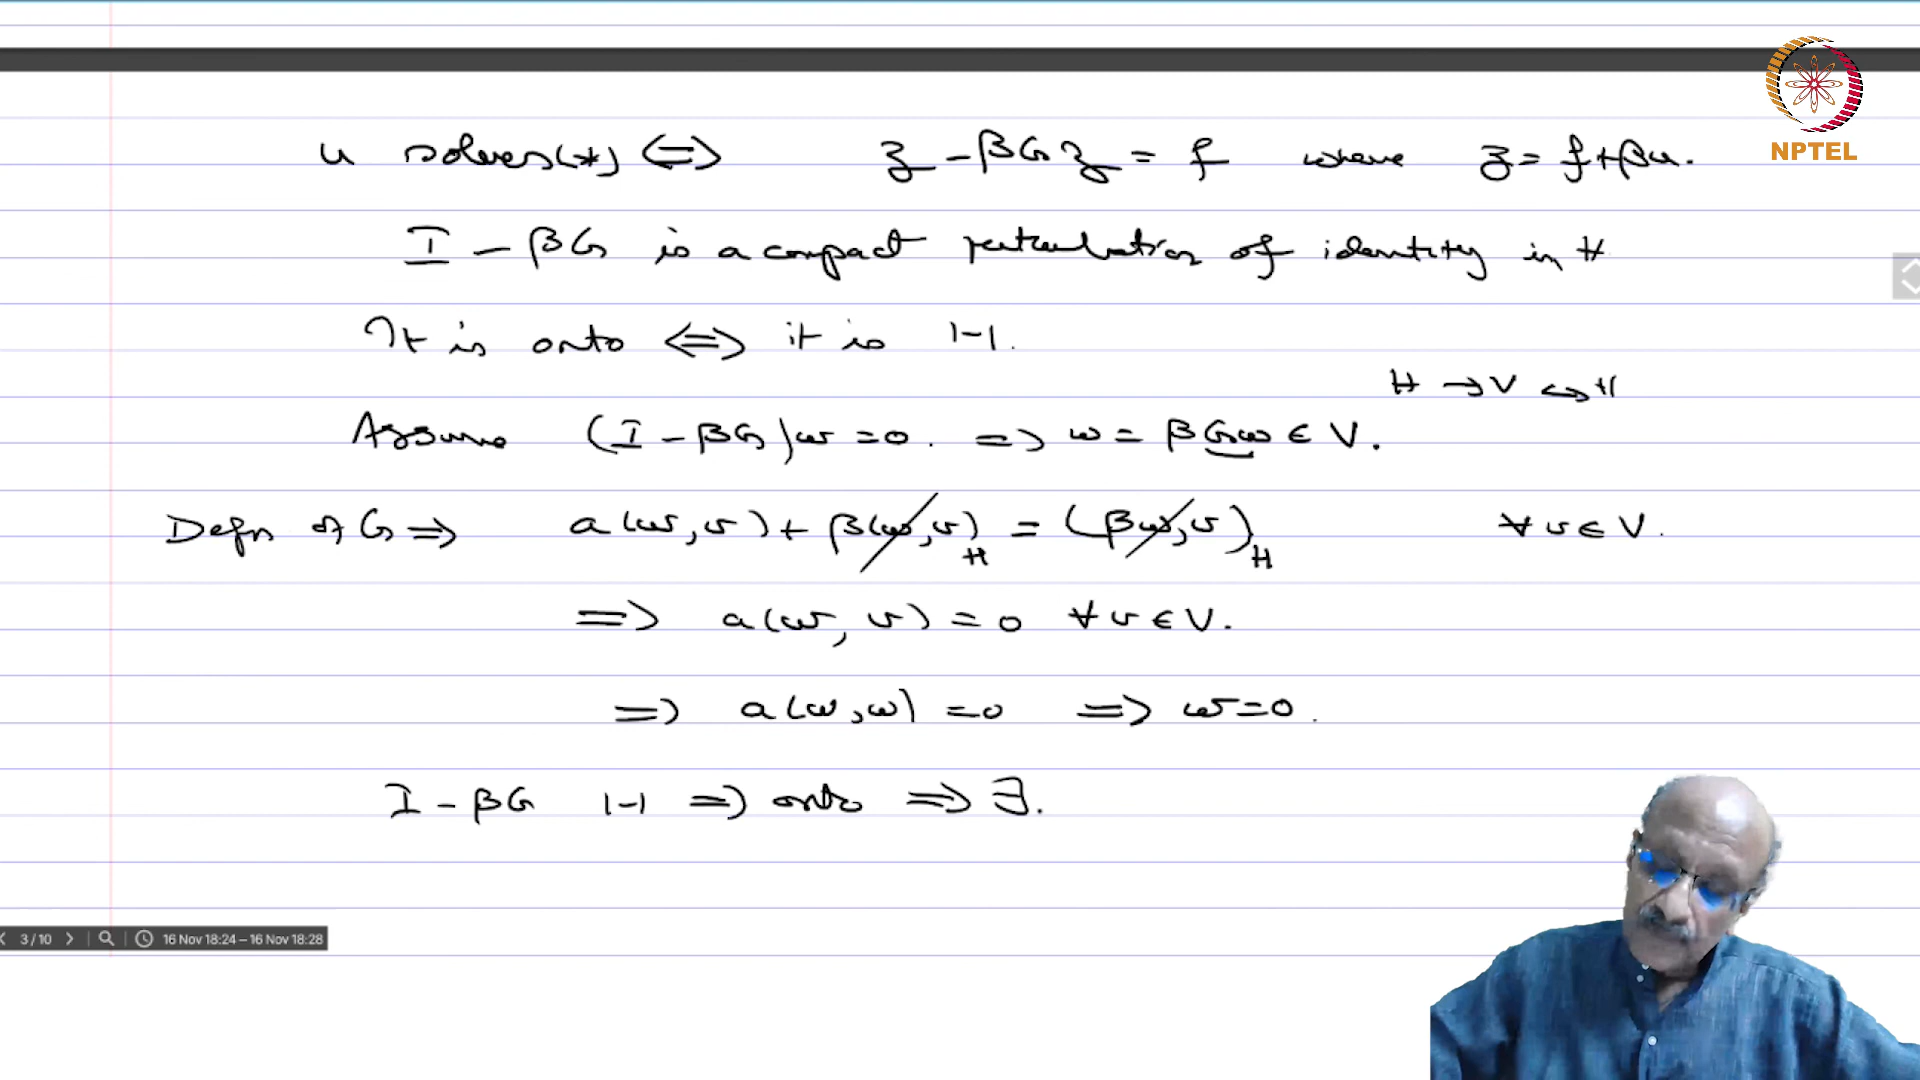 NPTEL
u solves (*) ⟺ z - βGz = f where z = f+βu.
I - βG is a compact perturbation of identity in H
It is onto ⟺ it is 1-1.
H → V ↪ H
Assume (I - βG)w = 0. ⟹ w = βGw ∈ V.
Defn of G ⟹ a(w, v) + β(w, v)_H = (βw, v)_H ∀ v ∈ V.
⟹ a(w, v) = 0 ∀ v ∈ V.
⟹ a(w, w) = 0 ⟹ w = 0.
I - βG 1-1 ⟹ onto ⟹ ∃.
3 / 10 16 Nov 18:24 – 16 Nov 18:28